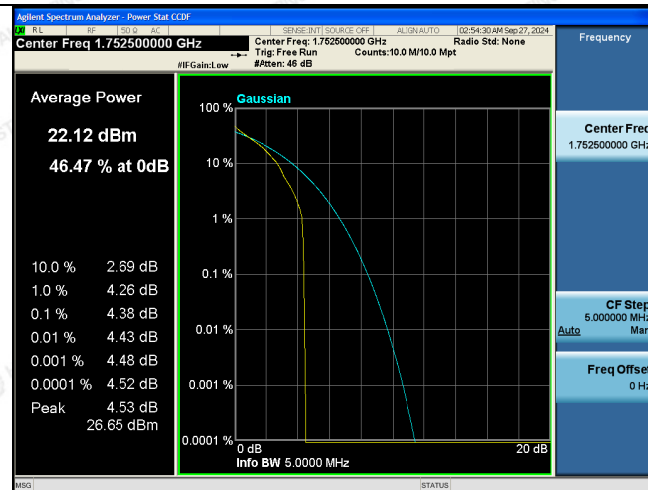 Agilent Spectrum Analyzer - Power Stat CCDF
LXI RL RF 50 Ω AC SENSE:INT SOURCE OFF ALIGN AUTO 02:54:30 AM Sep 27, 2024
Center Freq 1.752500000 GHz
Center Freq: 1.752500000 GHz Radio Std: None
Trig: Free Run Counts:10.0 M/10.0 Mpt
#IFGain:Low #Atten: 46 dB
Frequency
Average Power
22.12 dBm
46.47 % at 0dB
10.0 % 2.69 dB
1.0 % 4.26 dB
0.1 % 4.38 dB
0.01 % 4.43 dB
0.001 % 4.48 dB
0.0001 % 4.52 dB
Peak 4.53 dB
26.65 dBm
Gaussian
100 %
10 %
1 %
0.1 %
0.01 %
0.001 %
0.0001 %
0 dB 20 dB
Info BW 5.0000 MHz
Center Freq
1.752500000 GHz
CF Step
5.000000 MHz
Auto Man
Freq Offset
0 Hz
MSG STATUS